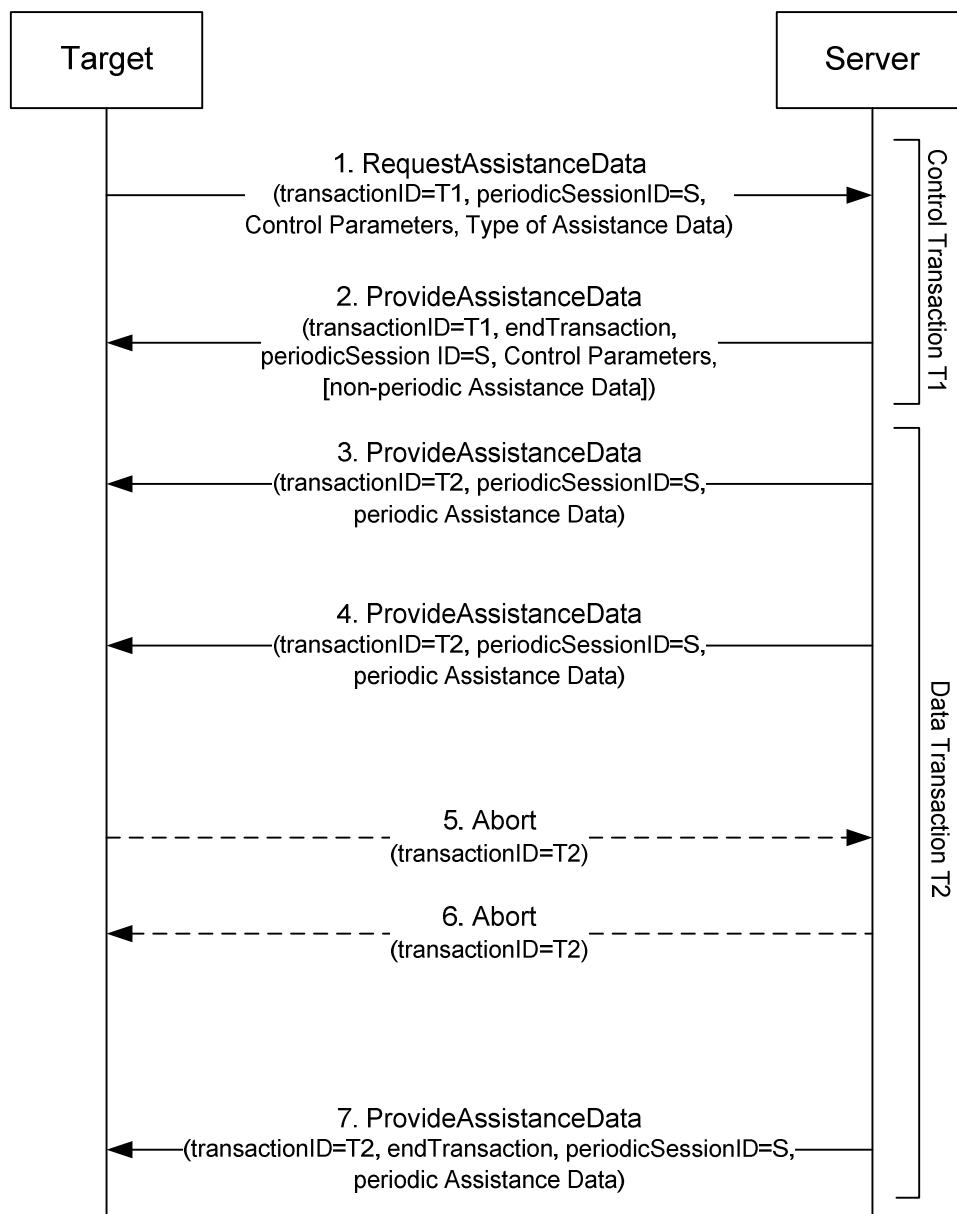 Target
Server
1. RequestAssistanceData
(transactionID=T1, periodicSessionID=S,
Control Parameters, Type of Assistance Data)
2. ProvideAssistanceData
(transactionID=T1, endTransaction,
periodicSession ID=S, Control Parameters,
[non-periodic Assistance Data])
Control Transaction T1
3. ProvideAssistanceData
(transactionID=T2, periodicSessionID=S,
periodic Assistance Data)
4. ProvideAssistanceData
(transactionID=T2, periodicSessionID=S,
periodic Assistance Data)
5. Abort
(transactionID=T2)
6. Abort
(transactionID=T2)
7. ProvideAssistanceData
(transactionID=T2, endTransaction, periodicSessionID=S,
periodic Assistance Data)
Data Transaction T2